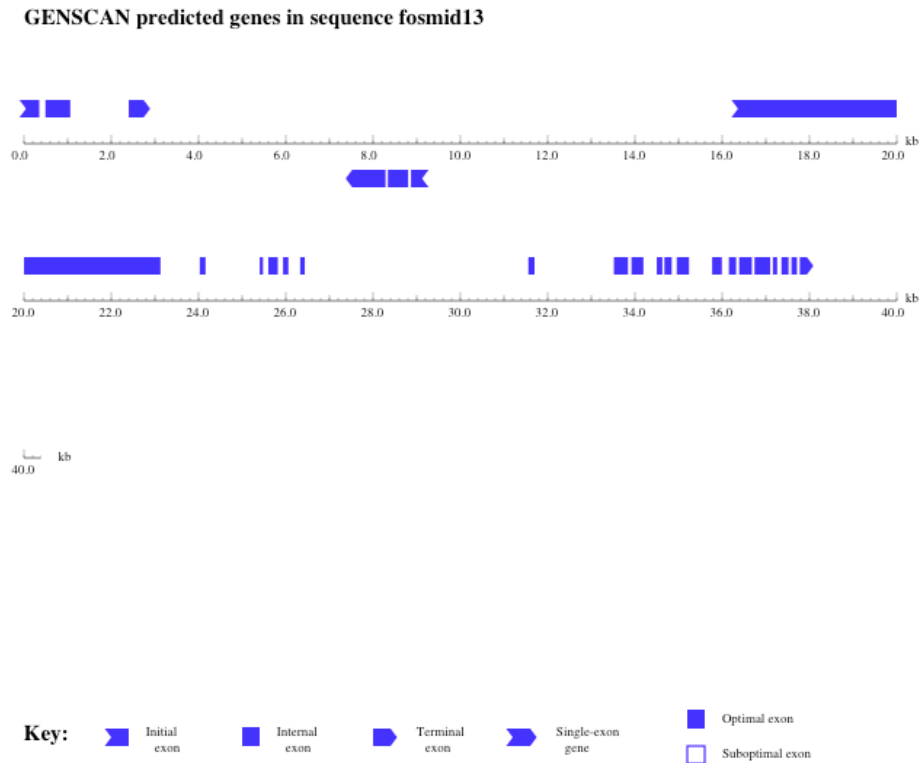 GENSCAN predicted genes in sequence fosmid13
kb
0.0 2.0 4.0 6.0 8.0 10.0 12.0 14.0 16.0 18.0 20.0
kb
20.0 22.0 24.0 26.0 28.0 30.0 32.0 34.0 36.0 38.0 40.0
kb
40.0
Key:
Initial
exon
Internal
exon
Terminal
exon
Single-exon
gene
Optimal exon
Suboptimal exon